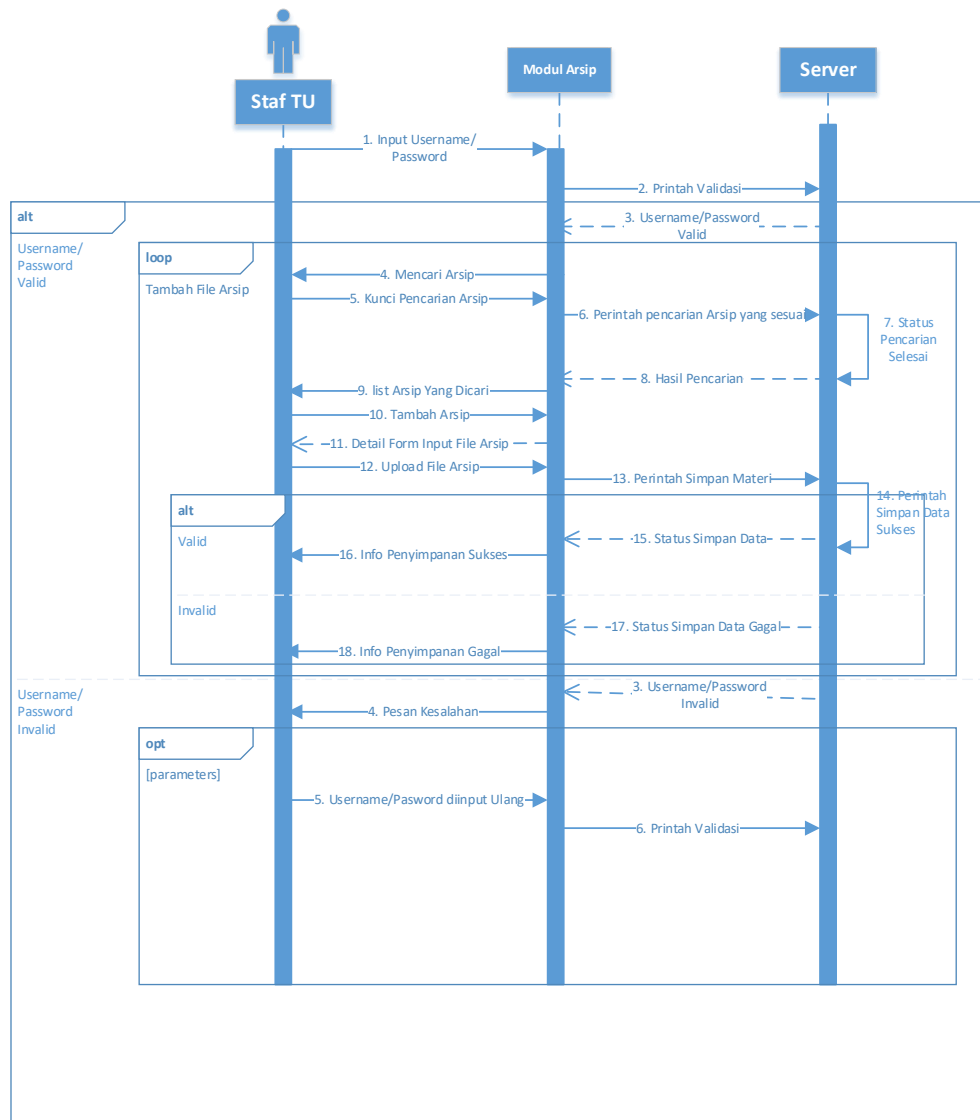 Staf TU
Modul Arsip
Server
1. Input Username/
Password
2. Printah Validasi
alt
Username/
Password
Valid
3. Username/Password
Valid
loop
Tambah File Arsip
4. Mencari Arsip
5. Kunci Pencarian Arsip
6. Perintah pencarian Arsip yang sesuai
7. Status
Pencarian
Selesai
8. Hasil Pencarian
9. list Arsip Yang Dicari
10. Tambah Arsip
11. Detail Form Input File Arsip
12. Upload File Arsip
13. Perintah Simpan Materi
14. Perintah
Simpan Data
Sukses
alt
Valid
15. Status Simpan Data
16. Info Penyimpanan Sukses
Invalid
17. Status Simpan Data Gagal
18. Info Penyimpanan Gagal
Username/
Password
Invalid
3. Username/Password
Invalid
4. Pesan Kesalahan
opt
[parameters]
5. Username/Pasword diinput Ulang
6. Printah Validasi